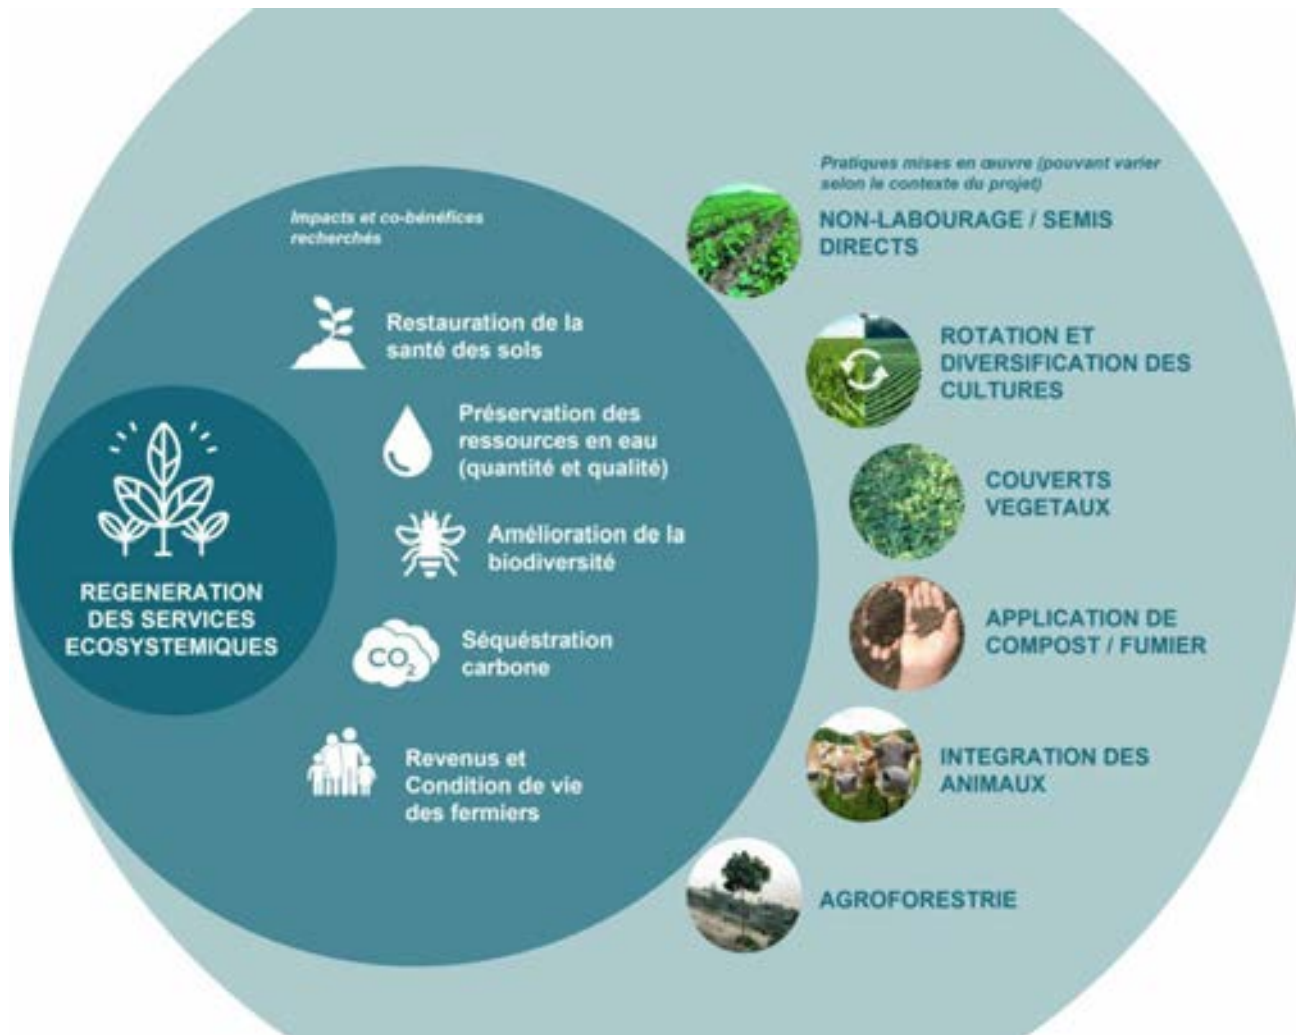 REGENERATION
DES SERVICES
ECOSYSTEMIQUES
Impacts et co-bénéfices
recherchés
Restauration de la
santé des sols
Préservation des
ressources en eau
(quantité et qualité)
Amélioration de la
biodiversité
CO2
Séquéstration
carbone
Revenus et
Condition de vie
des fermiers
Pratiques mises en œuvre (pouvant varier
selon le contexte du projet)
NON-LABOURAGE / SEMIS
DIRECTS
ROTATION ET
DIVERSIFICATION DES
CULTURES
COUVERTS
VEGETAUX
APPLICATION DE
COMPOST / FUMIER
INTEGRATION DES
ANIMAUX
AGROFORESTRIE